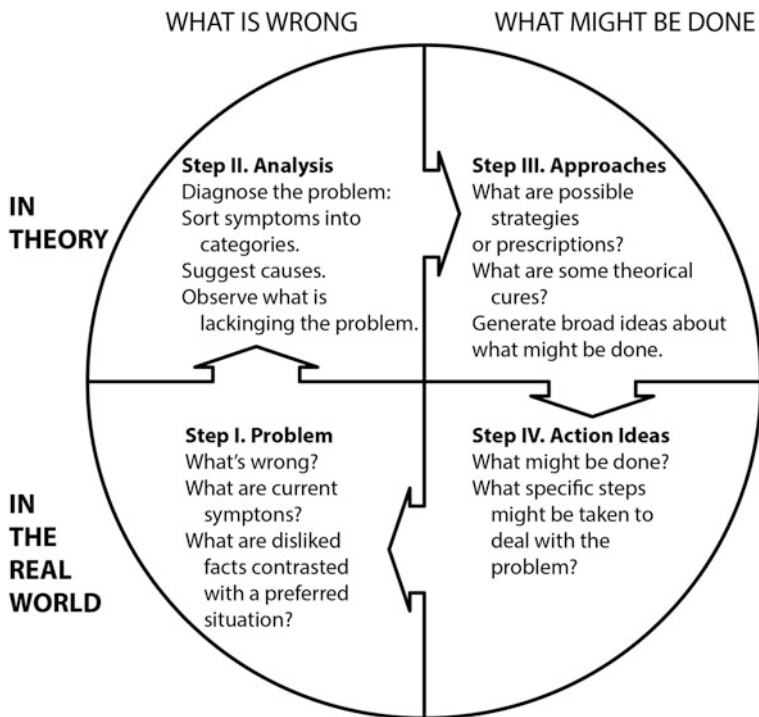 WHAT IS WRONG
WHAT MIGHT BE DONE
IN
THEORY
Step II. Analysis
Diagnose the problem:
Sort symptoms into
categories.
Suggest causes.
Observe what is
lackinging the problem.
Step III. Approaches
What are possible
strategies
or prescriptions?
What are some theorical
cures?
Generate broad ideas about
what might be done.
IN
THE
REAL
WORLD
Step I. Problem
What's wrong?
What are current
symptons?
What are disliked
facts contrasted
with a preferred
situation?
Step IV. Action Ideas
What might be done?
What specific steps
might be taken to
deal with the
problem?